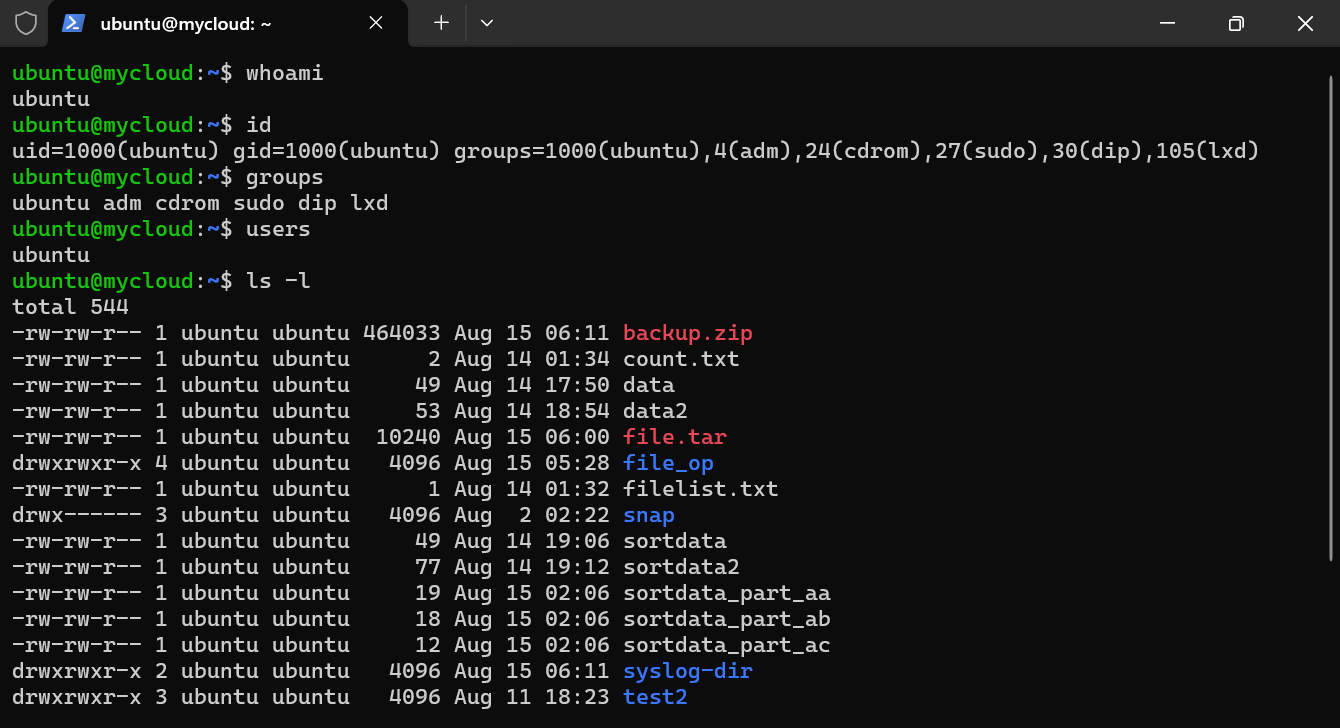 ubuntu@mycloud: ~
ubuntu@mycloud:~$ whoami
ubuntu
ubuntu@mycloud:~$ id
uid=1000(ubuntu) gid=1000(ubuntu) groups=1000(ubuntu),4(adm),24(cdrom),27(sudo),30(dip),105(lxd)
ubuntu@mycloud:~$ groups
ubuntu adm cdrom sudo dip lxd
ubuntu@mycloud:~$ users
ubuntu
ubuntu@mycloud:~$ ls -l
total 544
-rw-rw-r-- 1 ubuntu ubuntu 464033 Aug 15 06:11 backup.zip
-rw-rw-r-- 1 ubuntu ubuntu      2 Aug 14 01:34 count.txt
-rw-rw-r-- 1 ubuntu ubuntu     49 Aug 14 17:50 data
-rw-rw-r-- 1 ubuntu ubuntu     53 Aug 14 18:54 data2
-rw-rw-r-- 1 ubuntu ubuntu  10240 Aug 15 06:00 file.tar
drwxrwxr-x 4 ubuntu ubuntu   4096 Aug 15 05:28 file_op
-rw-rw-r-- 1 ubuntu ubuntu      1 Aug 14 01:32 filelist.txt
drwx------ 3 ubuntu ubuntu   4096 Aug  2 02:22 snap
-rw-rw-r-- 1 ubuntu ubuntu     49 Aug 14 19:06 sortdata
-rw-rw-r-- 1 ubuntu ubuntu     77 Aug 14 19:12 sortdata2
-rw-rw-r-- 1 ubuntu ubuntu     19 Aug 15 02:06 sortdata_part_aa
-rw-rw-r-- 1 ubuntu ubuntu     18 Aug 15 02:06 sortdata_part_ab
-rw-rw-r-- 1 ubuntu ubuntu     12 Aug 15 02:06 sortdata_part_ac
drwxrwxr-x 2 ubuntu ubuntu   4096 Aug 15 06:11 syslog-dir
drwxrwxr-x 3 ubuntu ubuntu   4096 Aug 11 18:23 test2